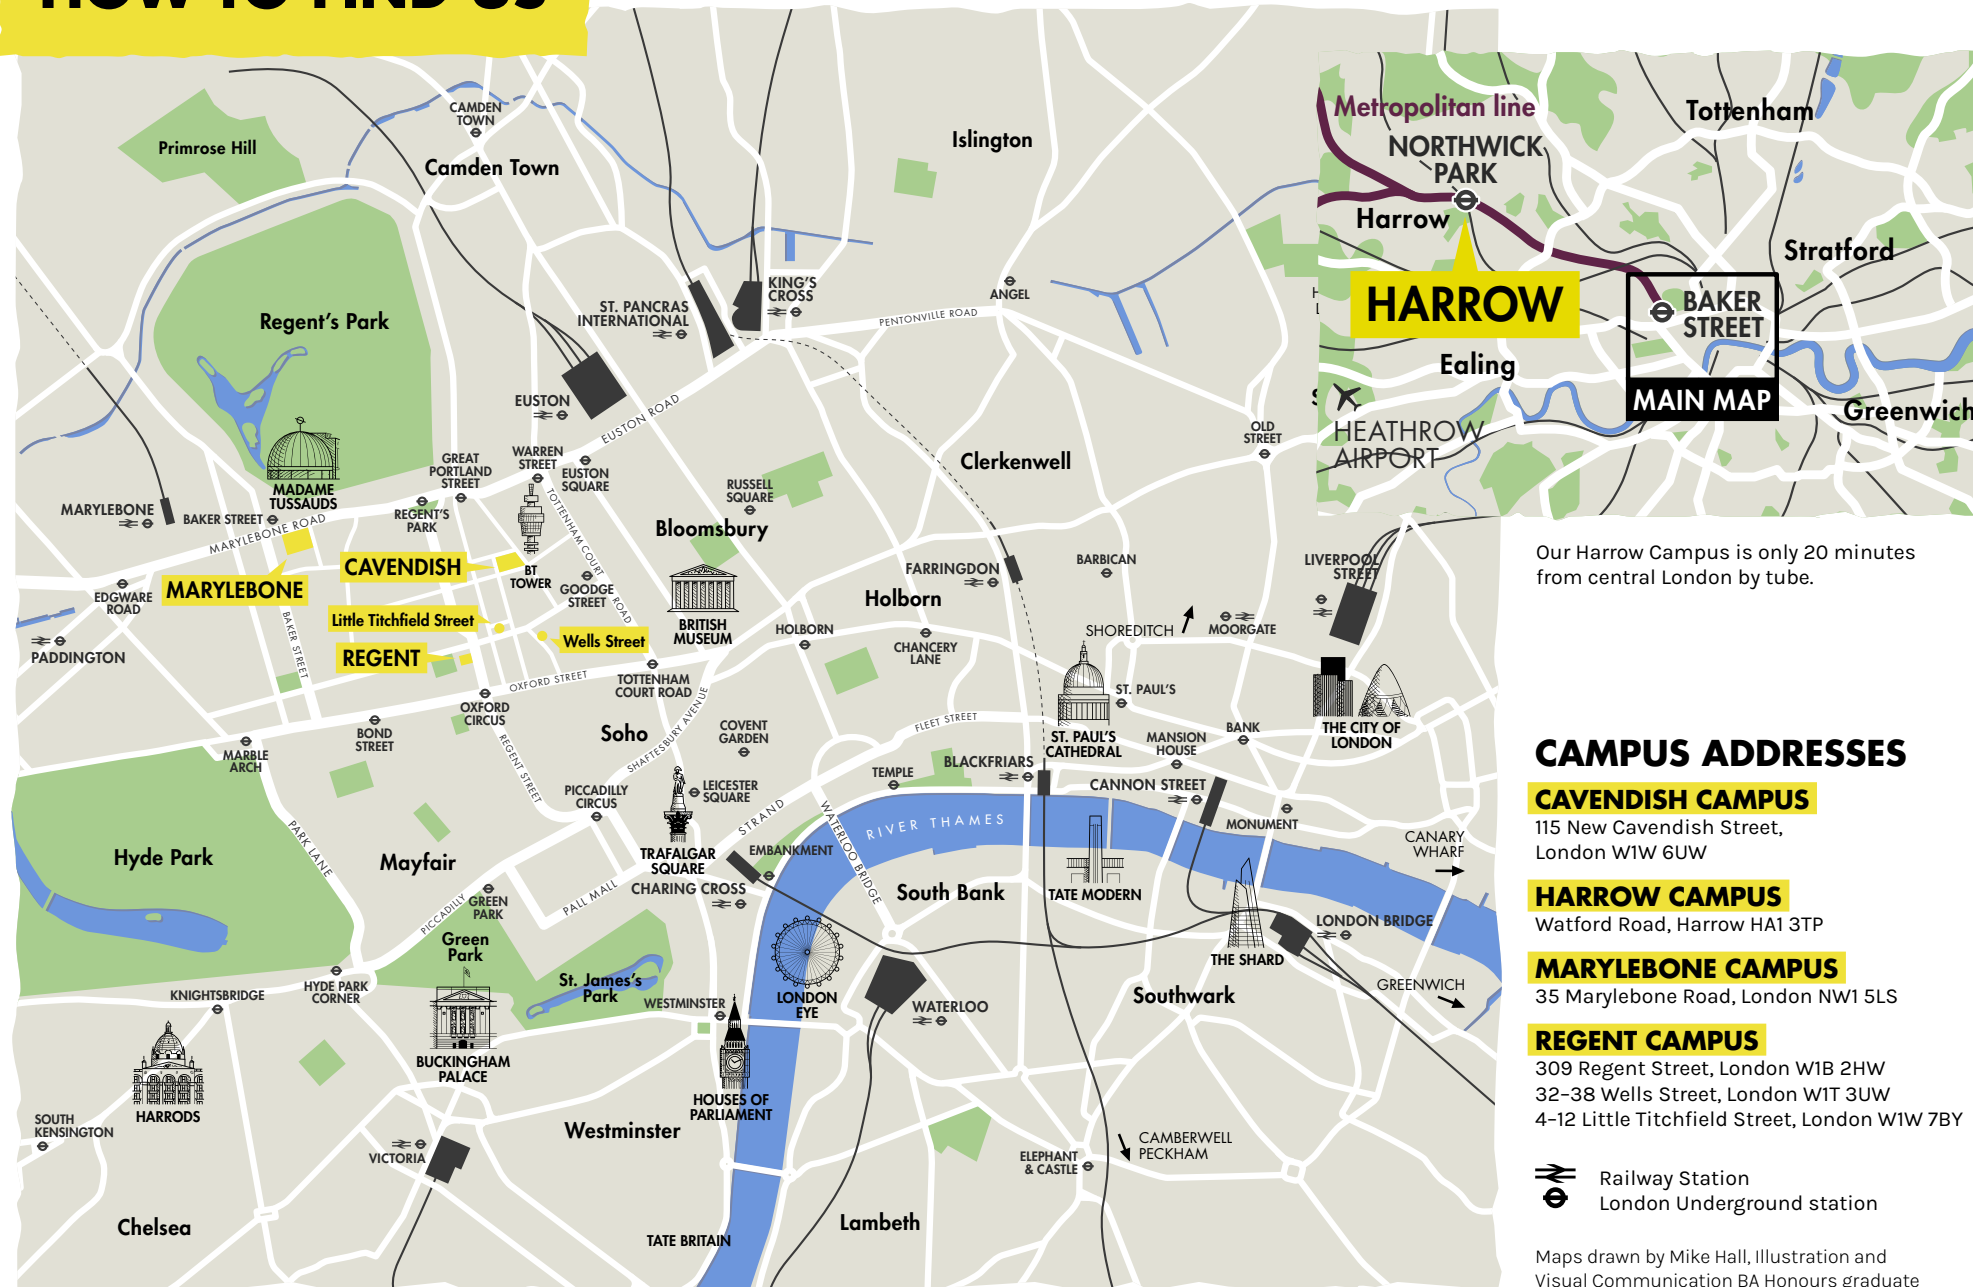 HOW TO FIND US
Primrose Hill
CAMDEN
TOWN
Camden Town
Islington
Regent's Park
ST. PANCRAS
INTERNATIONAL
KING'S
CROSS
ANGEL
PENTONVILLE ROAD
EUSTON
EUSTON ROAD
OLD
STREET
MADAME
TUSSAUDS
GREAT
PORTLAND
STREET
WARREN
STREET
EUSTON
SQUARE
RUSSELL
SQUARE
Clerkenwell
MARYLEBONE
BAKER STREET
MARYLEBONE ROAD
REGENT'S
PARK
TOTTENHAM COURT ROAD
Bloomsbury
CAVENDISH
BT
TOWER
MARYLEBONE
EDGWARE
ROAD
GOODGE
STREET
FARRINGDON
BARBICAN
LIVERPOOL
STREET
Holborn
Little Titchfield Street
Wells Street
BRITISH
MUSEUM
HOLBORN
CHANCERY
LANE
SHOREDITCH
MOORGATE
PADDINGTON
BAKER STREET
REGENT
OXFORD STREET
TOTTENHAM
COURT ROAD
ST. PAUL'S
OXFORD
CIRCUS
BOND
STREET
MARBLE
ARCH
Soho
SHAFTESBURY AVENUE
COVENT
GARDEN
FLEET STREET
ST. PAUL'S
CATHEDRAL
MANSION
HOUSE
BANK
THE CITY OF
LONDON
REGENT STREET
PICCADILLY
CIRCUS
LEICESTER
SQUARE
TEMPLE
BLACKFRIARS
CANNON STREET
MONUMENT
STRAND
WATERLOO BRIDGE
RIVER THAMES
CANARY
WHARF
Hyde Park
PARK LANE
Mayfair
TRAFALGAR
SQUARE
EMBANKMENT
CHARING CROSS
PALL MALL
South Bank
TATE MODERN
PICCADILLY
GREEN
PARK
Green
Park
LONDON BRIDGE
THE SHARD
GREENWICH
HYDE PARK
CORNER
KNIGHTSBRIDGE
St. James's
Park
WESTMINSTER
LONDON
EYE
WATERLOO
Southwark
BUCKINGHAM
PALACE
HARRODS
HOUSES OF
PARLIAMENT
SOUTH
KENSINGTON
VICTORIA
Westminster
ELEPHANT
& CASTLE
CAMBERWELL
PECKHAM
Chelsea
TATE BRITAIN
Lambeth
Metropolitan line
NORTHWICK
PARK
Harrow
Tottenham
Stratford
HARROW
BAKER
STREET
Ealing
MAIN MAP
Greenwich
HEATHROW
AIRPORT
Our Harrow Campus is only 20 minutes
from central London by tube.
CAMPUS ADDRESSES
CAVENDISH CAMPUS
115 New Cavendish Street,
London W1W 6UW
HARROW CAMPUS
Watford Road, Harrow HA1 3TP
MARYLEBONE CAMPUS
35 Marylebone Road, London NW1 5LS
REGENT CAMPUS
309 Regent Street, London W1B 2HW
32–38 Wells Street, London W1T 3UW
4–12 Little Titchfield Street, London W1W 7BY
Railway Station
London Underground station
Maps drawn by Mike Hall, Illustration and
Visual Communication BA Honours graduate